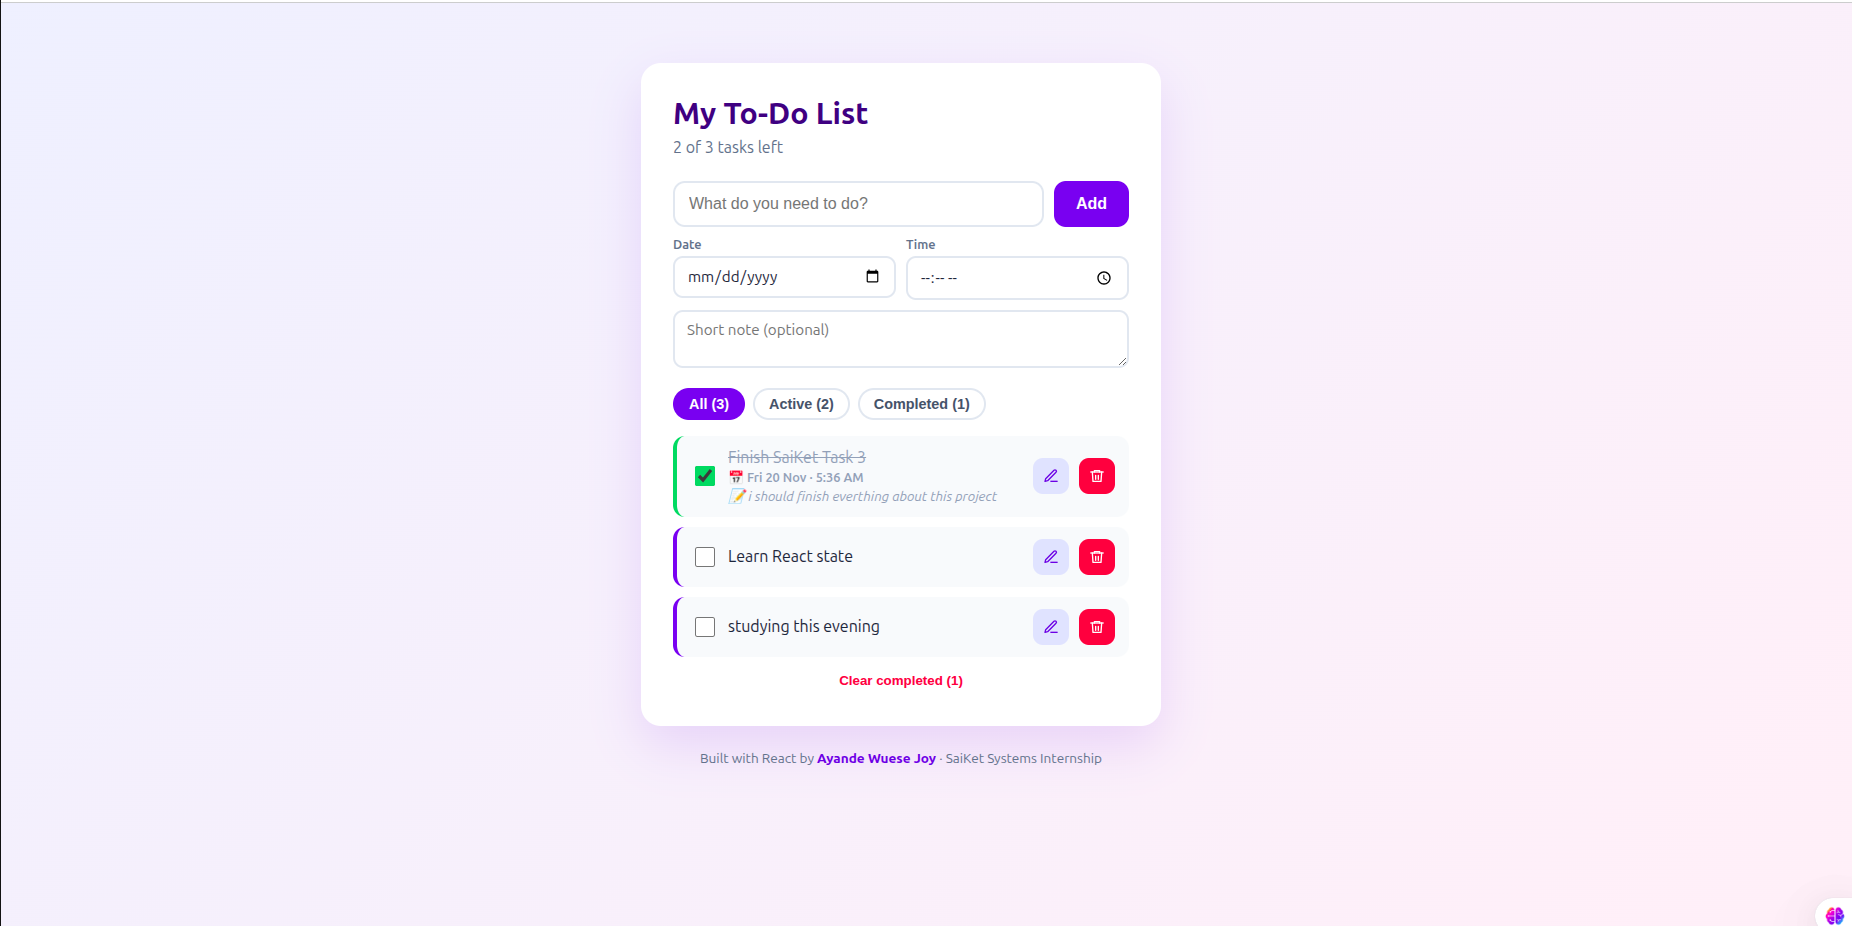 My To-Do List
2 of 3 tasks left
What do you need to do?
Add
Date Time
mm/dd/yyyy --:-- --
Short note (optional)
All (3) Active (2) Completed (1)
Finish SaiKet Task 3
📅 Fri 20 Nov · 5:36 AM
📝 i should finish everthing about this project
Learn React state
studying this evening
Clear completed (1)
Built with React by Ayande Wuese Joy · SaiKet Systems Internship